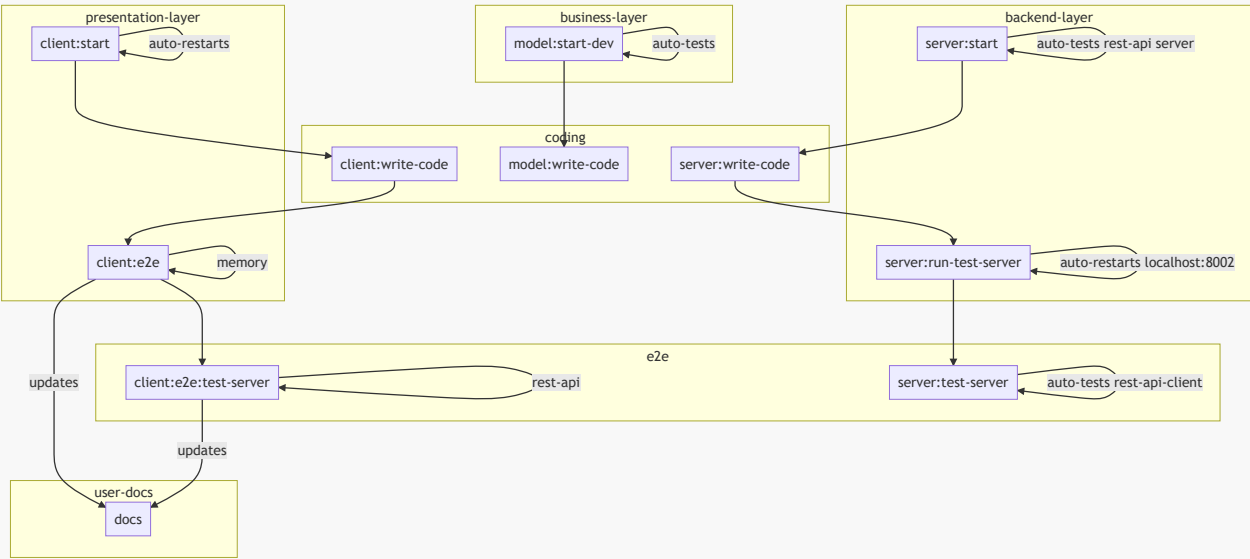 presentation-layer
business-layer
backend-layer
client:start
auto-restarts
model:start-dev
auto-tests
server:start
auto-tests rest-api server
coding
client:write-code
model:write-code
server:write-code
client:e2e
memory
server:run-test-server
auto-restarts localhost:8002
e2e
updates
client:e2e:test-server
rest-api
server:test-server
auto-tests rest-api-client
updates
user-docs
docs